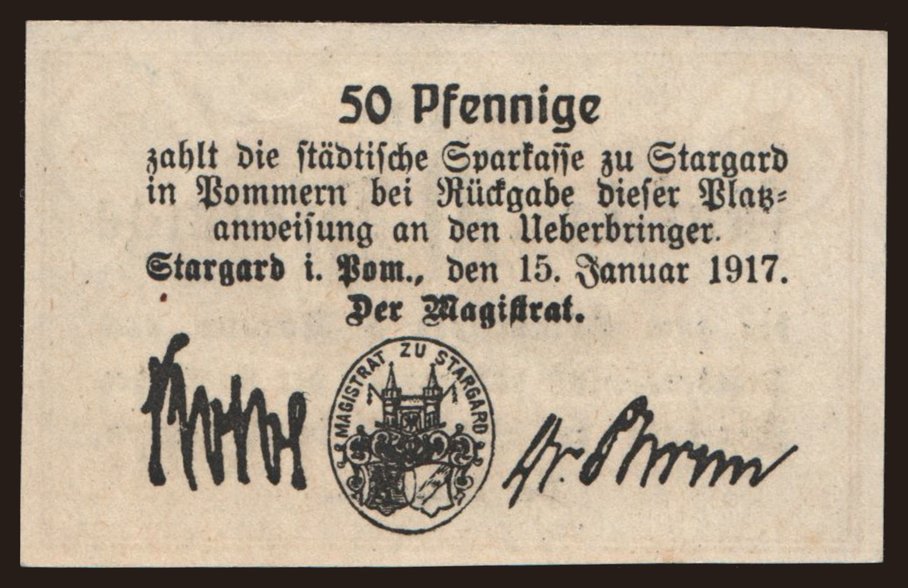 50 Pfennige
zahlt die städtische Sparkasse zu Stargard
in Pommern bei Rückgabe dieser Platz=
anweisung an den Ueberbringer.
Stargard i. Pom., den 15. Januar 1917.
Der Magistrat.
MAGISTRAT ZU STARGARD